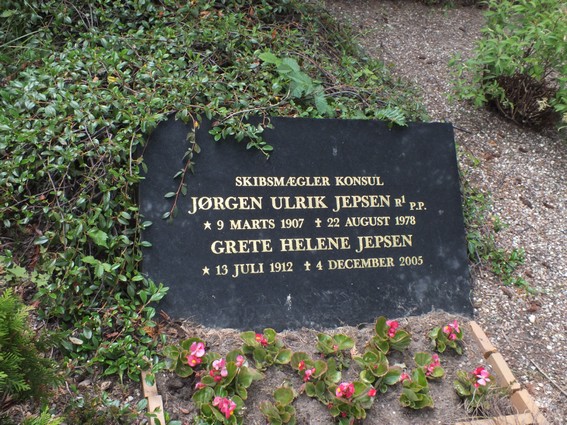 SKIBSMÆGLER KONSUL
JØRGEN ULRIK JEPSEN R¹ P.P.
★ 9 MARTS 1907 ✝ 22 AUGUST 1978
GRETE HELENE JEPSEN
★ 13 JULI 1912 ✝ 4 DECEMBER 2005